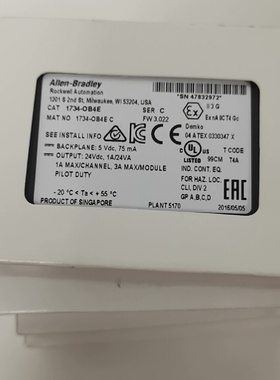 Allen-Bradley
Rockwell Automation
1201 S 2nd St, Milwaukee, WI 53204, USA
*SN 47832972*
CAT 1734-OB4E SER C
MAT NO 1734-OB4E C FW 3.022
Ex II 3 G
Ex nA IIC T4 Gc
Demko
04 ATEX 0330347 X
SEE INSTALL INFO
BACKPLANE: 5 Vdc, 75 mA
OUTPUT: 24Vdc, 1A/24VA
1A MAX/CHANNEL, 3A MAX/MODULE
PILOT DUTY
C UL US T CODE
LISTED 99CM T4A
IND. CONT. EQ.
FOR HAZ. LOC.
CL I, DIV 2
GP A,B,C,D
EAC
- 20 °C < Ta < + 55 °C
PRODUCT OF SINGAPORE PLANT 5170 2016/05/05